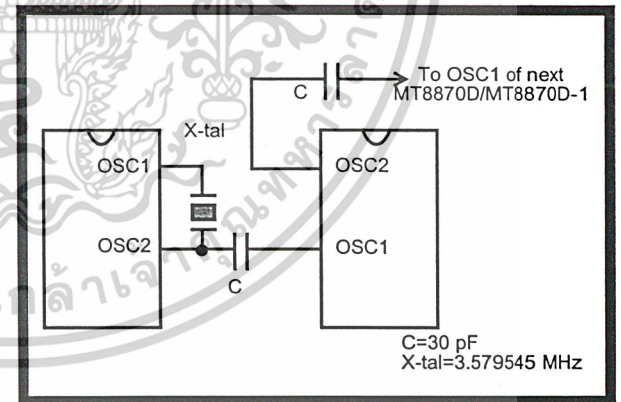 C
To OSC1 of next
MT8870D/MT8870D-1
X-tal
OSC1
OSC2
OSC2
OSC1
C
C=30 pF
X-tal=3.579545 MHz